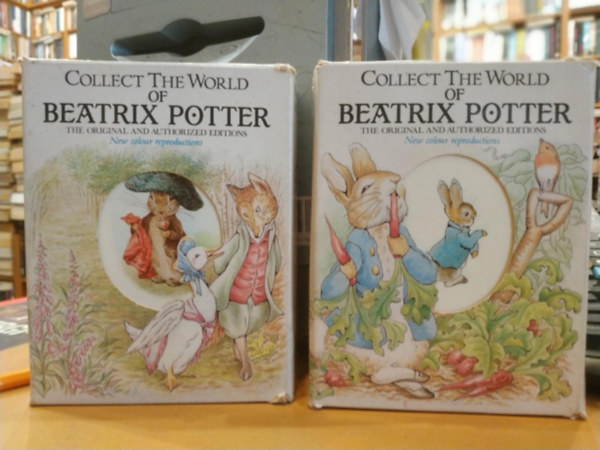 COLLECT THE WORLD
OF
BEATRIX POTTER
THE ORIGINAL AND AUTHORIZED EDITIONS
New colour reproductions
COLLECT THE WORLD
OF
BEATRIX POTTER
THE ORIGINAL AND AUTHORIZED EDITIONS
New colour reproductions